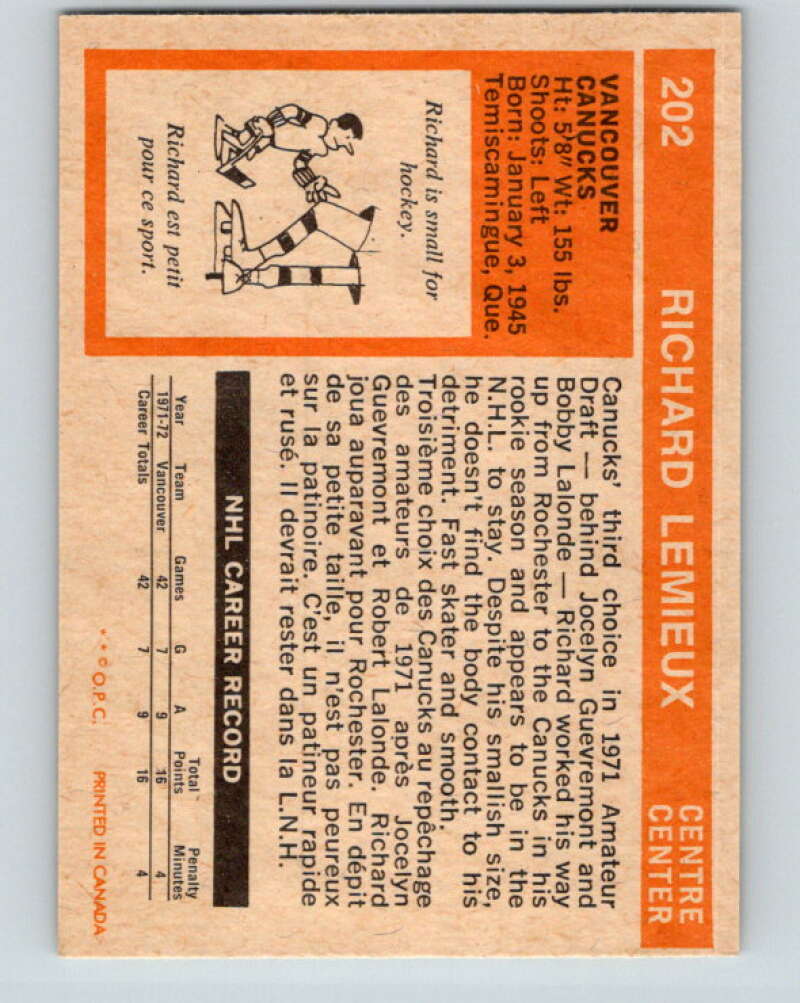 202 RICHARD LEMIEUX CENTRE
CENTER
VANCOUVER
CANUCKS
Ht: 5'8" Wt: 155 lbs.
Shoots: Left
Born: January 3, 1945
Temiscamingue, Que.
Richard is small for
hockey.
Richard est petit
pour ce sport.
Canucks' third choice in 1971 Amateur
Draft — behind Jocelyn Guevremont and
Bobby Lalonde — Richard worked his way
up from Rochester to the Canucks in his
rookie season and appears to be in the
N.H.L. to stay. Despite his smallish size,
he doesn't find the body contact to his
detriment. Fast skater and smooth.
Troisième choix des Canucks au repêchage
des amateurs de 1971 après Jocelyn
Guevremont et Robert Lalonde. Richard
joua auparavant pour Rochester. En dépit
de sa petite taille, il n'est pas peureux
sur la patinoire. C'est un patineur rapide
et rusé. Il devrait rester dans la L.N.H.
NHL CAREER RECORD
Year Team Games G A Total Points Penalty Minutes
1971-72 Vancouver 42 7 9 16 4
Career Totals 42 7 9 16 4
* * © O.P.C. PRINTED IN CANADA